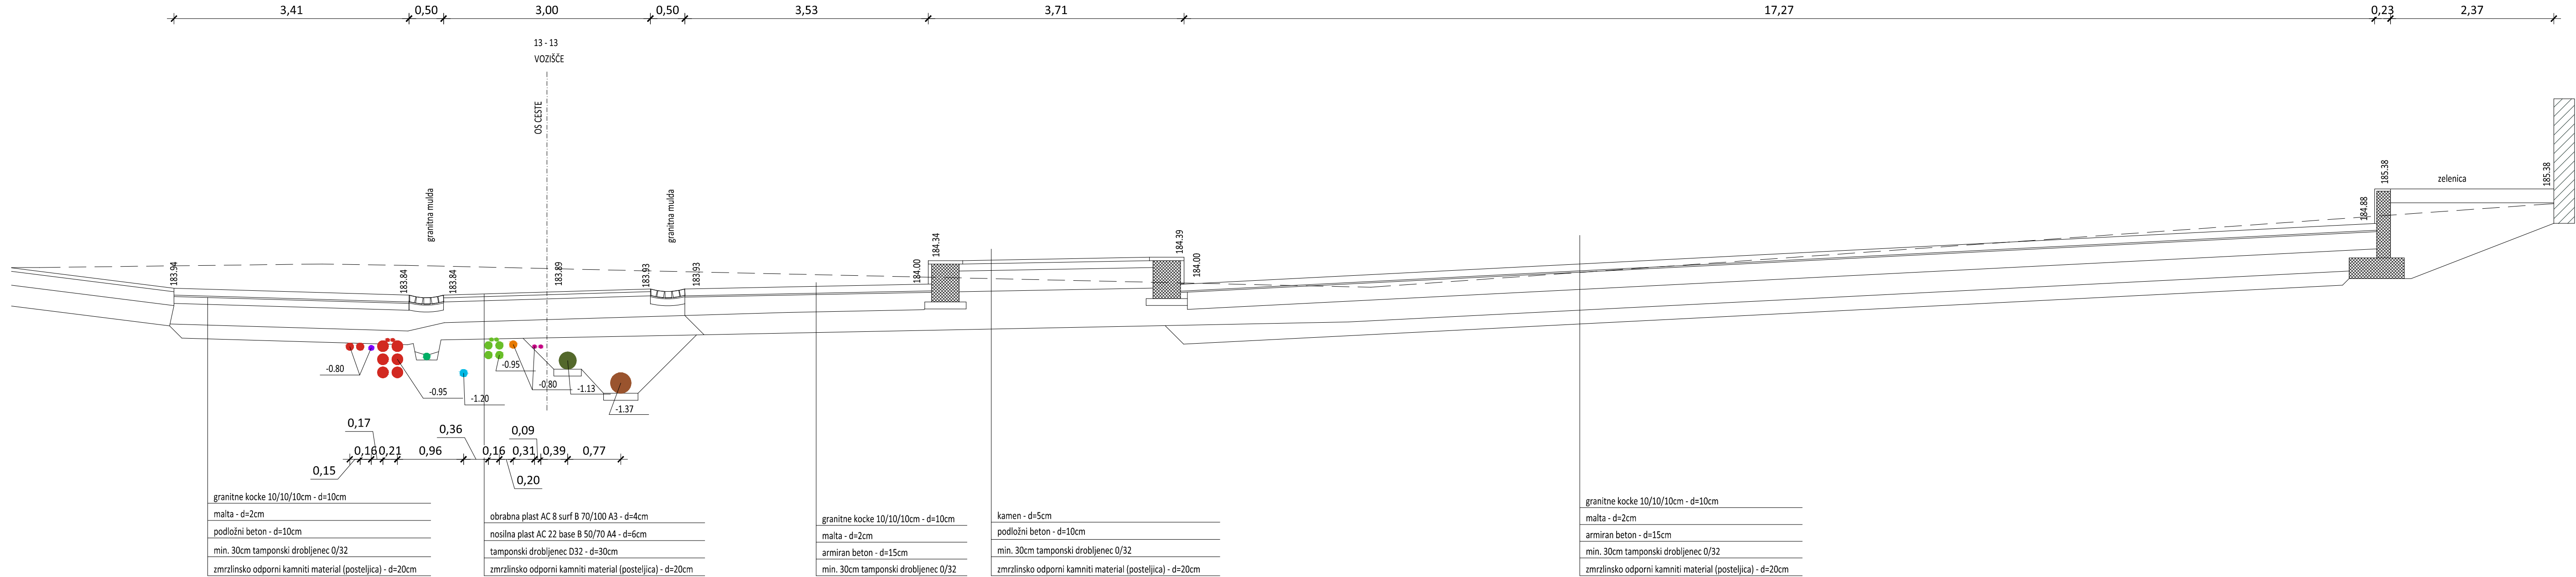 3,41
0,50
3,00
0,50
3,53
3,71
17,27
0,23
2,37
13 - 13
VOZIŠČE
OS CESTE
granitna mulda
granitna mulda
zelenica
183.94
183.84
183.84
183.89
183.93
183.93
184.00
184.34
184.39
184.00
184.88
185.38
185.38
-0.80
-0.95
-1.20
-0.95
-0.80
-1.13
-1.37
0,17
0,36
0,09
0,16
0,21
0,96
0,16
0,31
0,39
0,77
0,15
0,20
granitne kocke 10/10/10cm - d=10cm
malta - d=2cm
podložni beton - d=10cm
min. 30cm tamponski drobljenec 0/32
zmrzlinsko odporni kamniti material (posteljica) - d=20cm
obrabna plast AC 8 surf B 70/100 A3 - d=4cm
nosilna plast AC 22 base B 50/70 A4 - d=6cm
tamponski drobljenec D32 - d=30cm
zmrzlinsko odporni kamniti material (posteljica) - d=20cm
granitne kocke 10/10/10cm - d=10cm
malta - d=2cm
armiran beton - d=15cm
min. 30cm tamponski drobljenec 0/32
kamen - d=5cm
podložni beton - d=10cm
min. 30cm tamponski drobljenec 0/32
zmrzlinsko odporni kamniti material (posteljica) - d=20cm
granitne kocke 10/10/10cm - d=10cm
malta - d=2cm
armiran beton - d=15cm
min. 30cm tamponski drobljenec 0/32
zmrzlinsko odporni kamniti material (posteljica) - d=20cm